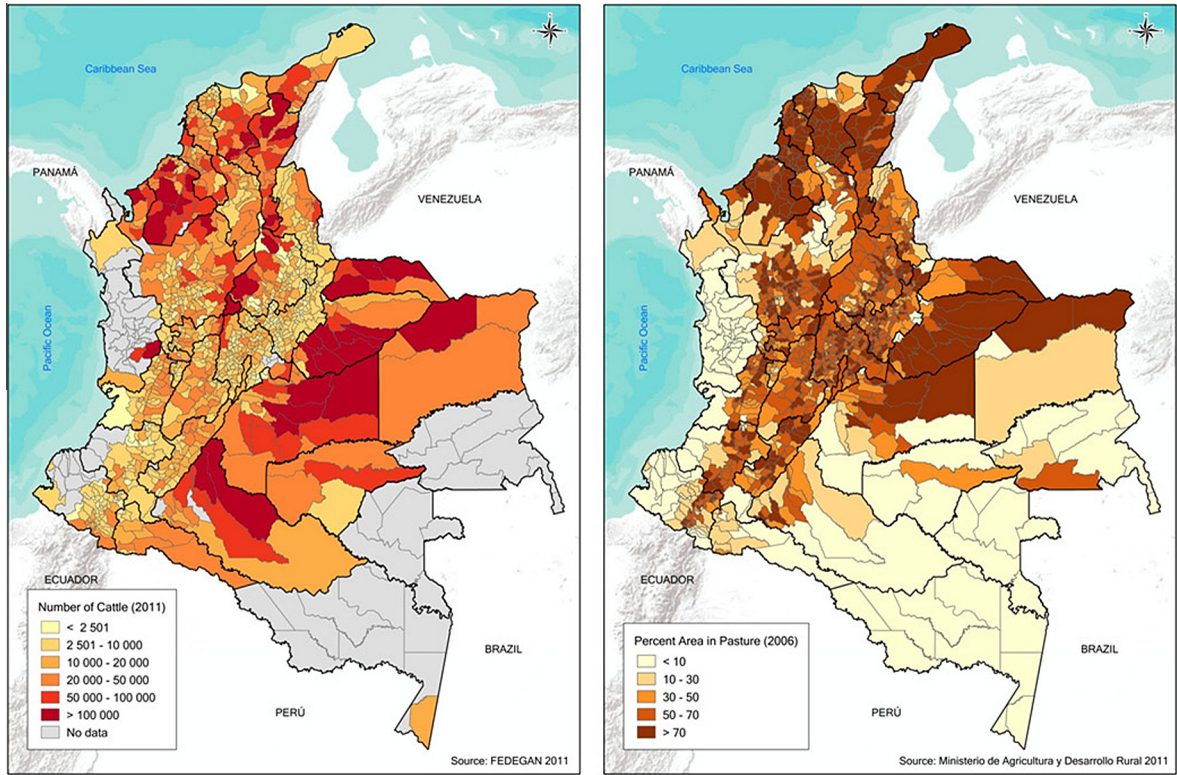 Caribbean Sea
PANAMÁ
VENEZUELA
Pacific Ocean
ECUADOR
Number of Cattle (2011)
< 2 501
2 501 - 10 000
10 000 - 20 000
20 000 - 50 000
50 000 - 100 000
> 100 000
No data
BRAZIL
PERÚ
Source: FEDEGAN 2011
Caribbean Sea
PANAMÁ
VENEZUELA
Pacific Ocean
ECUADOR
Percent Area in Pasture (2006)
< 10
10 - 30
30 - 50
50 - 70
> 70
BRAZIL
PERÚ
Source: Ministerio de Agricultura y Desarrollo Rural 2011